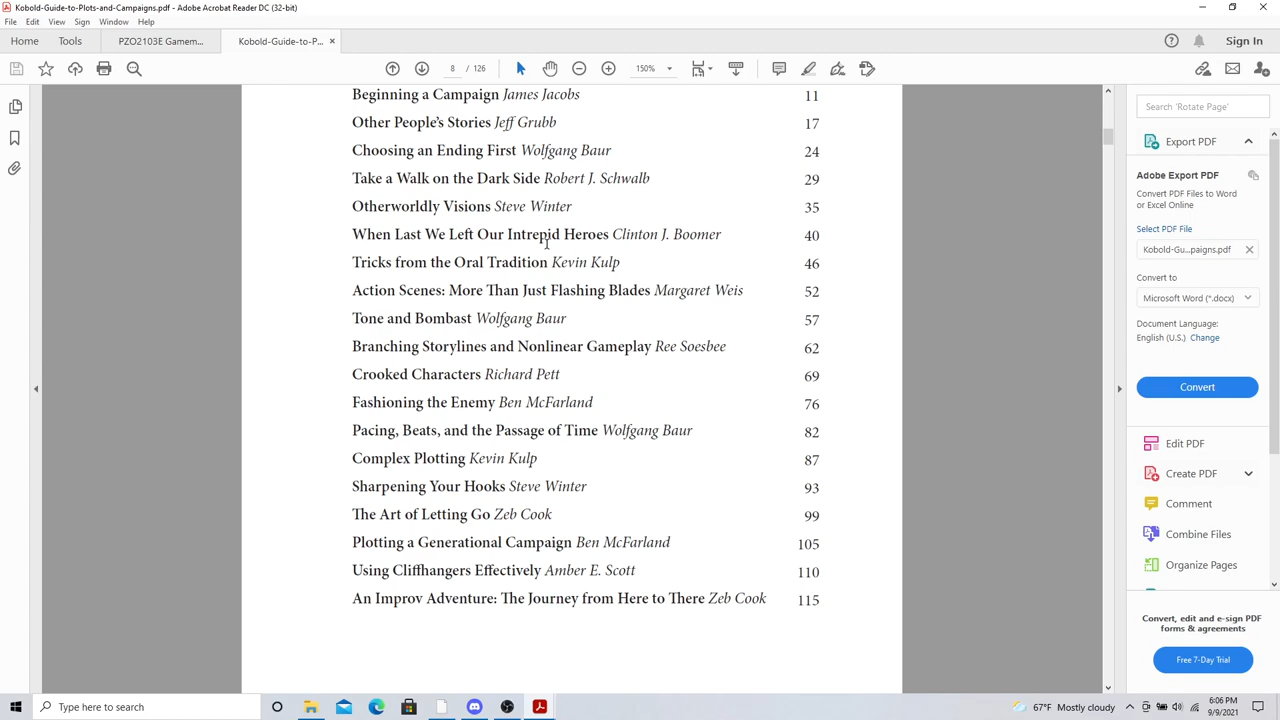 Kobold-Guide-to-Plots-and-Campaigns.pdf - Adobe Acrobat Reader DC (32-bit)
File Edit View Sign Window Help
Home Tools PZO2103E Gamem... Kobold-Guide-to-P... × Sign In
8 / 126 150%
Beginning a Campaign James Jacobs 11
Other People's Stories Jeff Grubb 17
Choosing an Ending First Wolfgang Baur 24
Take a Walk on the Dark Side Robert J. Schwalb 29
Otherworldly Visions Steve Winter 35
When Last We Left Our Intrepid Heroes Clinton J. Boomer 40
Tricks from the Oral Tradition Kevin Kulp 46
Action Scenes: More Than Just Flashing Blades Margaret Weis 52
Tone and Bombast Wolfgang Baur 57
Branching Storylines and Nonlinear Gameplay Ree Soesbee 62
Crooked Characters Richard Pett 69
Fashioning the Enemy Ben McFarland 76
Pacing, Beats, and the Passage of Time Wolfgang Baur 82
Complex Plotting Kevin Kulp 87
Sharpening Your Hooks Steve Winter 93
The Art of Letting Go Zeb Cook 99
Plotting a Generational Campaign Ben McFarland 105
Using Cliffhangers Effectively Amber E. Scott 110
An Improv Adventure: The Journey from Here to There Zeb Cook 115
Search 'Rotate Page'
Export PDF
Adobe Export PDF
Convert PDF Files to Word
or Excel Online
Select PDF File
Kobold-Gu...paigns.pdf
Convert to
Microsoft Word (*.docx)
Document Language:
English (U.S.) Change
Convert
Edit PDF
Create PDF
Comment
Combine Files
Organize Pages
Convert, edit and e-sign PDF
forms & agreements
Free 7-Day Trial
Type here to search
67°F Mostly cloudy
6:06 PM
9/9/2021